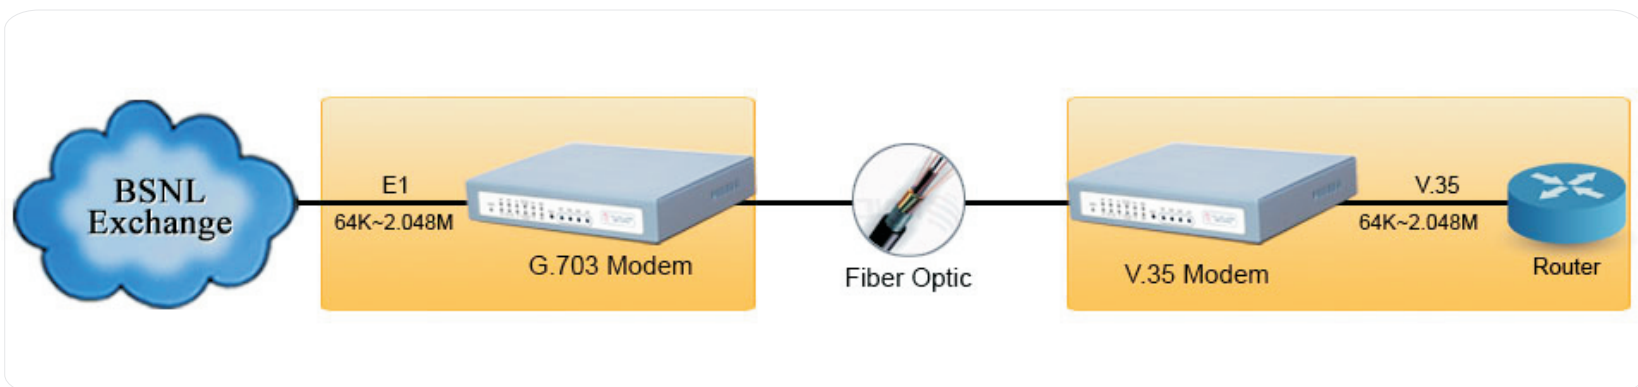 BSNL
Exchange
E1
64K~2.048M
G.703 Modem
Fiber Optic
V.35 Modem
V.35
64K~2.048M
Router